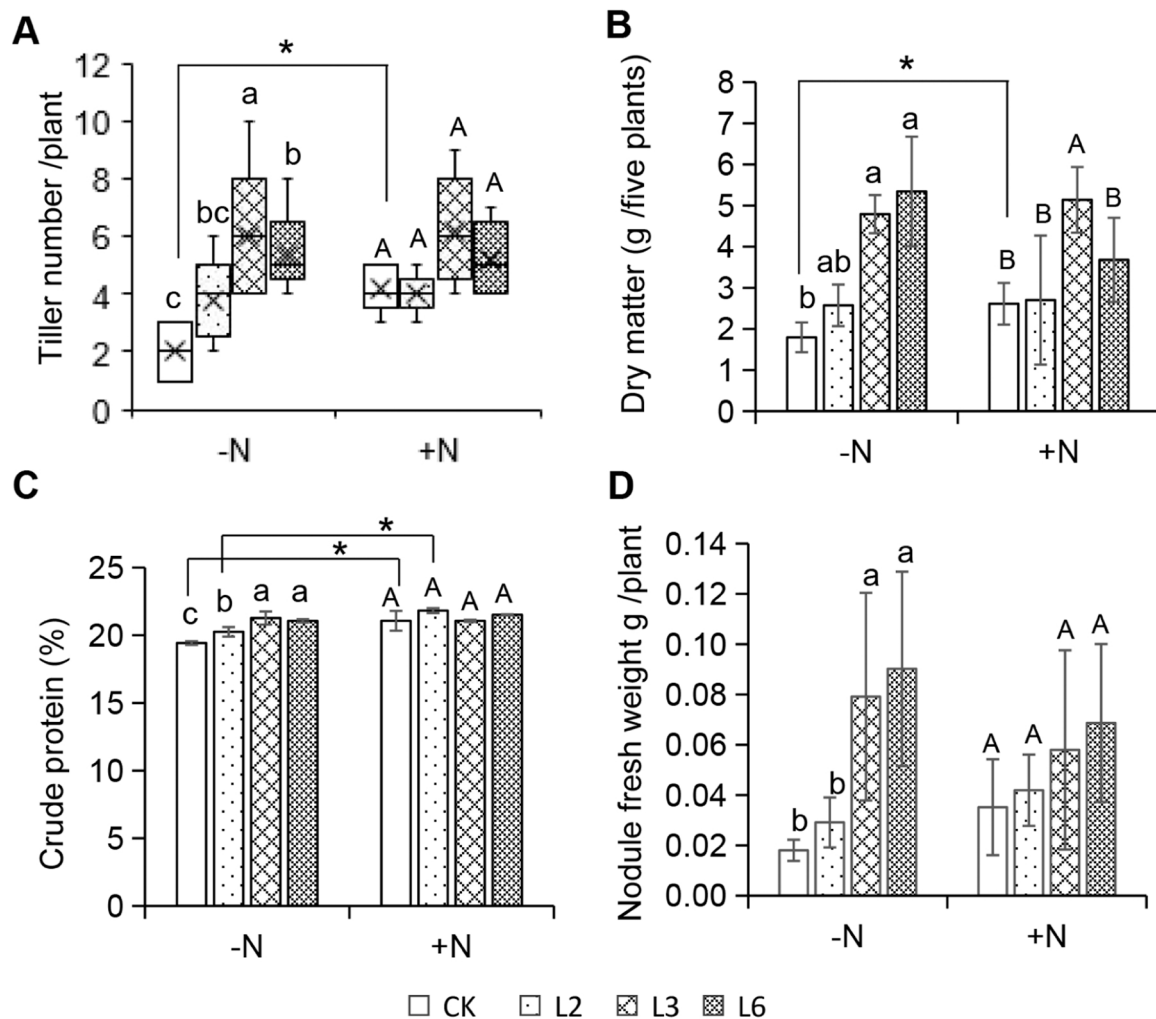 A
*
12
10
8
6
4
2
0
Tiller number /plant
c
bc
a
b
A
A
A
A
-N
+N
B
*
8
7
6
5
4
3
2
1
0
Dry matter (g /five plants)
b
ab
a
a
B
B
A
B
-N
+N
C
*
*
25
20
15
10
5
0
Crude protein (%)
c
b
a
a
A
A
A
A
-N
+N
D
0.14
0.12
0.10
0.08
0.06
0.04
0.02
0.00
Nodule fresh weight g /plant
b
b
a
a
A
A
A
A
-N
+N
CK L2 L3 L6